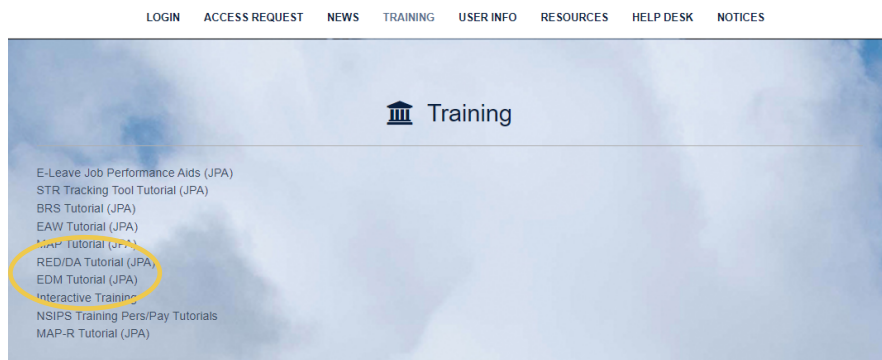 LOGIN ACCESS REQUEST NEWS TRAINING USER INFO RESOURCES HELP DESK NOTICES
Training
E-Leave Job Performance Aids (JPA)
STR Tracking Tool Tutorial (JPA)
BRS Tutorial (JPA)
EAW Tutorial (JPA)
MAP Tutorial (JPA)
RED/DA Tutorial (JPA)
EDM Tutorial (JPA)
Interactive Training
NSIPS Training Pers/Pay Tutorials
MAP-R Tutorial (JPA)